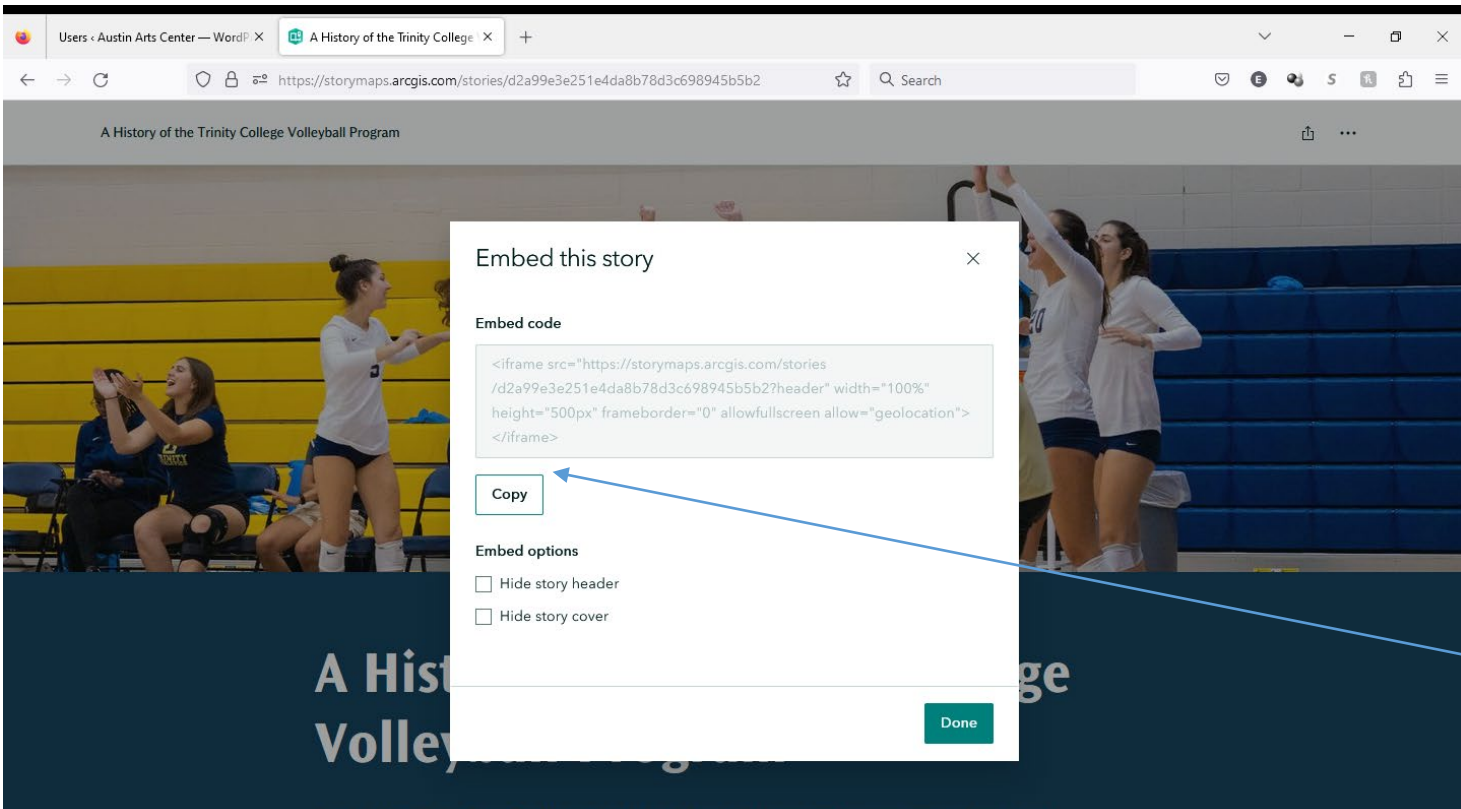 Users ‹ Austin Arts Center — WordP
A History of the Trinity College
https://storymaps.arcgis.com/stories/d2a99e3e251e4da8b78d3c698945b5b2
Search
A History of the Trinity College Volleyball Program
Embed this story
Embed code
<iframe src="https://storymaps.arcgis.com/stories
/d2a99e3e251e4da8b78d3c698945b5b2?header" width="100%"
height="500px" frameborder="0" allowfullscreen allow="geolocation">
</iframe>
Copy
Embed options
Hide story header
Hide story cover
A Hist ge
Volley
Done